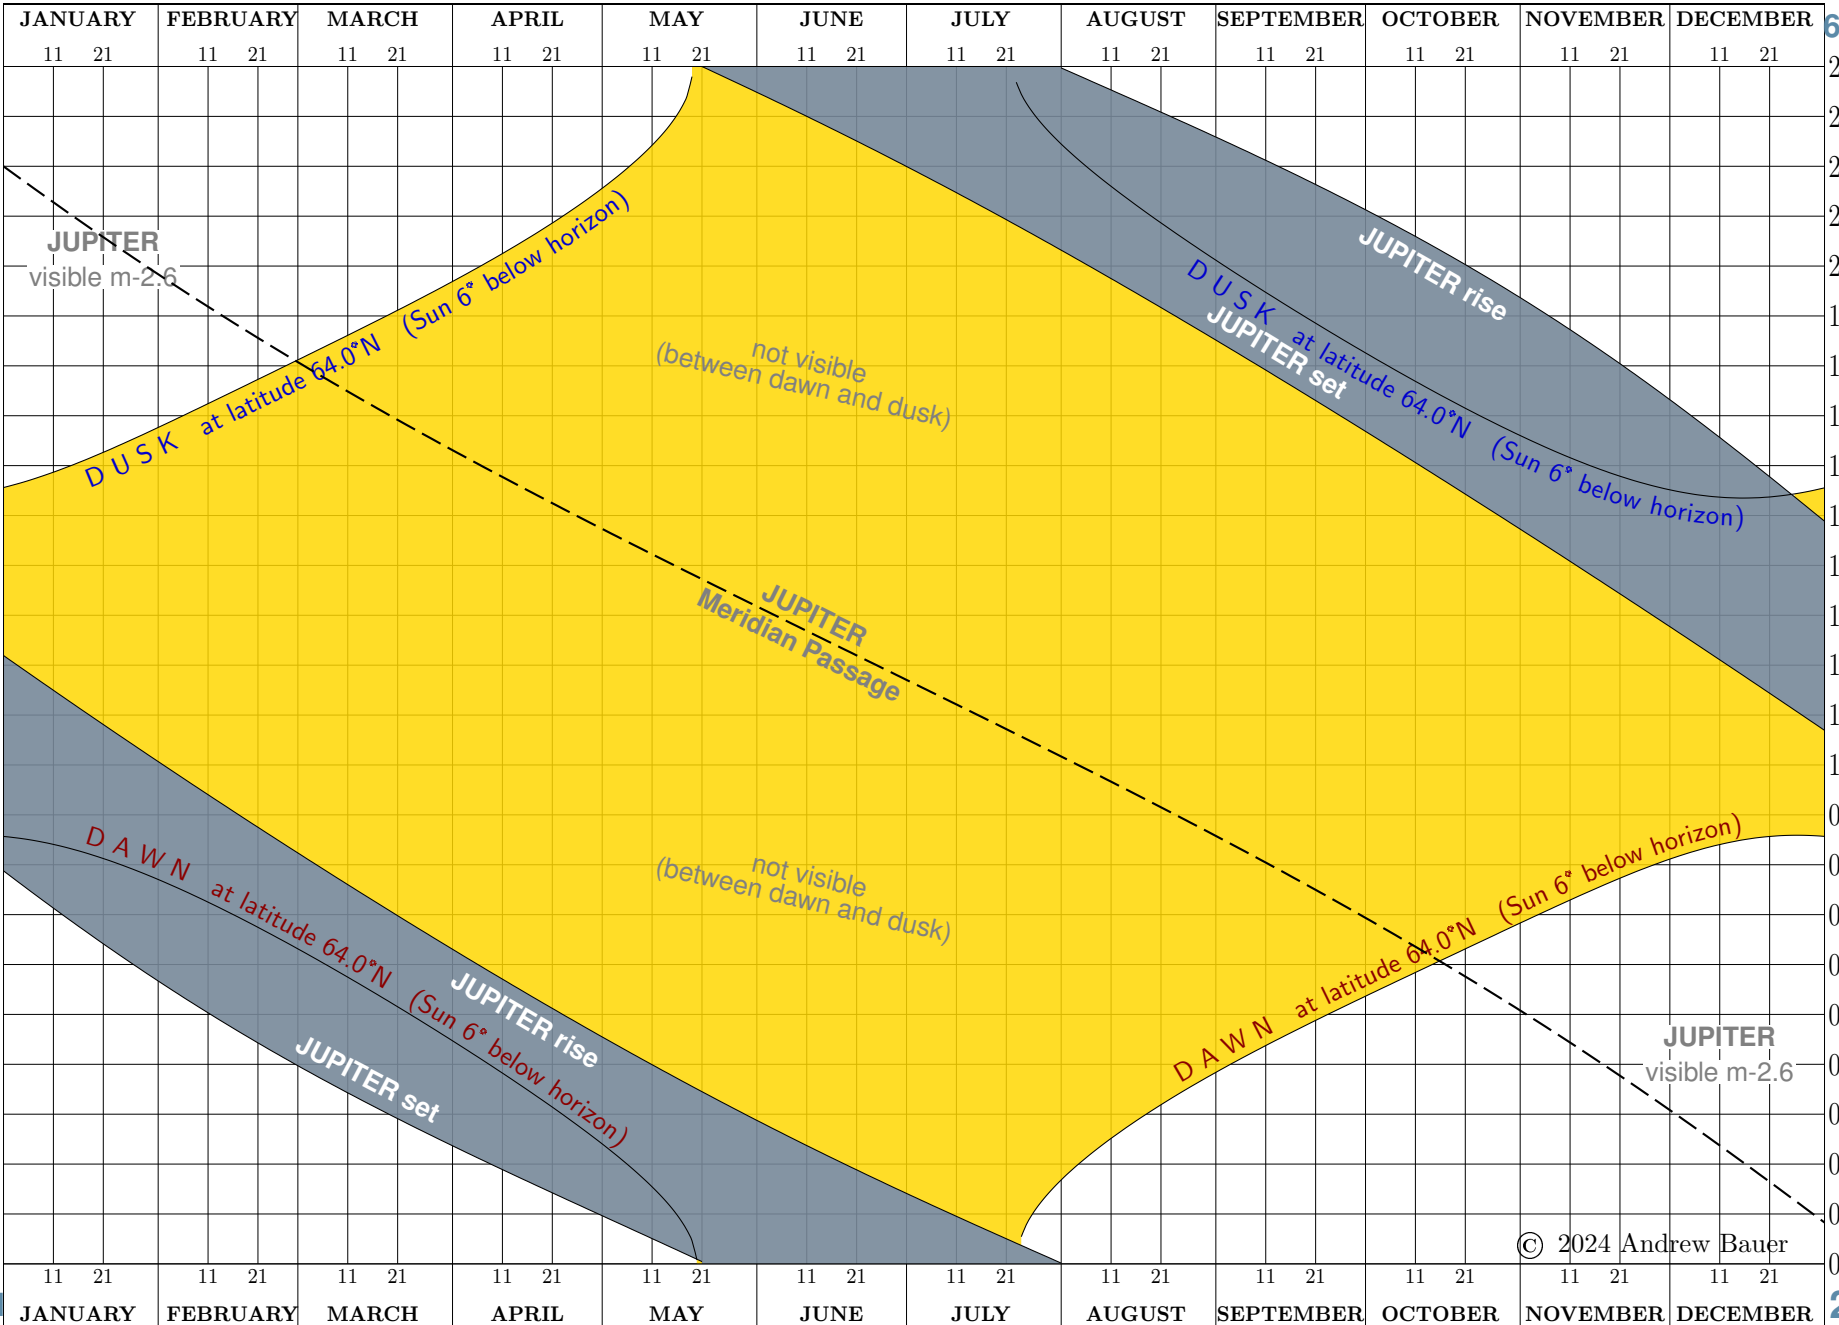 JANUARY FEBRUARY MARCH APRIL MAY JUNE JULY AUGUST SEPTEMBER OCTOBER NOVEMBER DECEMBER
11 21 11 21 11 21 11 21 11 21 11 21 11 21 11 21 11 21 11 21 11 21 11 21
JUPITER
visible m-2.6
DUSK at latitude 64.0°N (Sun 6° below horizon)
not visible
(between dawn and dusk)
JUPITER rise
DUSK at latitude 64.0°N (Sun 6° below horizon)
JUPITER set
JUPITER
Meridian Passage
DAWN at latitude 64.0°N (Sun 6° below horizon)
not visible
(between dawn and dusk)
JUPITER rise
JUPITER set
DAWN at latitude 64.0°N (Sun 6° below horizon)
JUPITER
visible m-2.6
© 2024 Andrew Bauer
11 21 11 21 11 21 11 21 11 21 11 21 11 21 11 21 11 21 11 21 11 21 11 21
JANUARY FEBRUARY MARCH APRIL MAY JUNE JULY AUGUST SEPTEMBER OCTOBER NOVEMBER DECEMBER